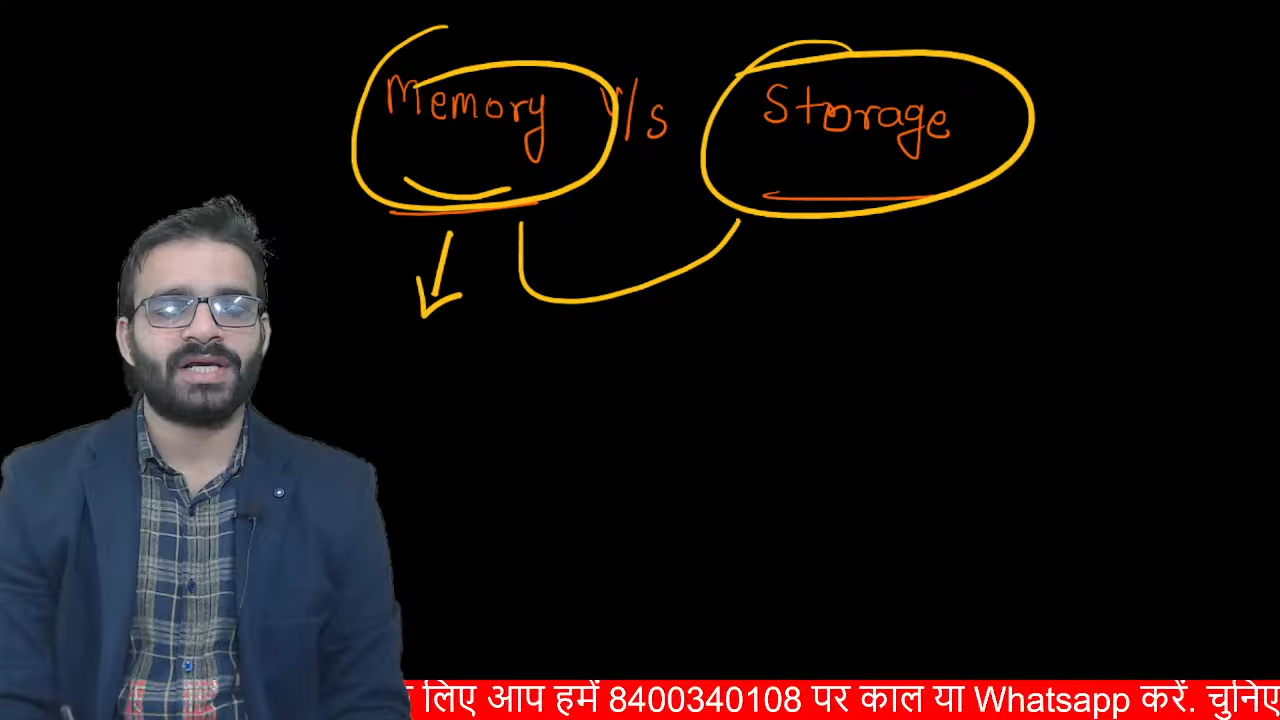 Memory v/s Storage
लिए आप हमें 8400340108 पर काल या Whatsapp करें. चुनिए